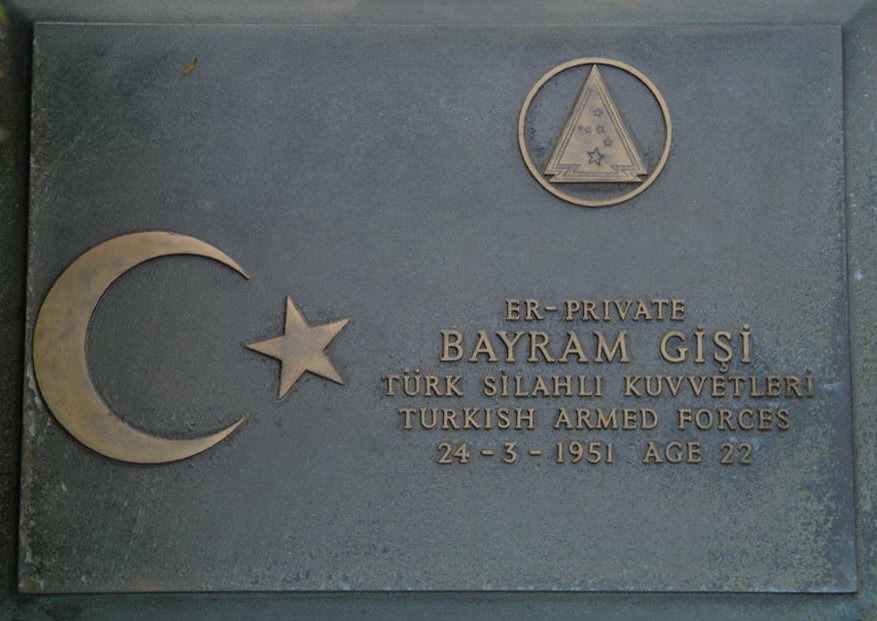 ER-PRIVATE
BAYRAM GİŞİ
TÜRK SİLAHLI KUVVETLERİ
TURKISH ARMED FORCES
24-3-1951 AGE 22